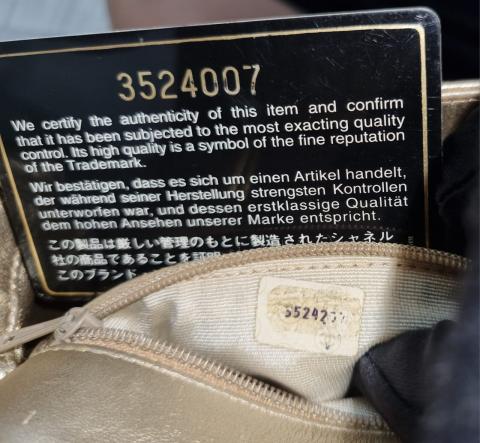 3524007
We certify the authenticity of this item and confirm
that it has been subjected to the most exacting quality
control. Its high quality is a symbol of the fine reputation
of the Trademark.
Wir bestätigen, dass es sich um einen Artikel handelt,
der während seiner Herstellung strengsten Kontrollen
unterworfen war, und dessen erstklassige Qualität
dem hohen Ansehen unserer Marke entspricht.
この製品は厳しい管理のもとに製造されたシャネル
社の商品であることを証明
このブランド